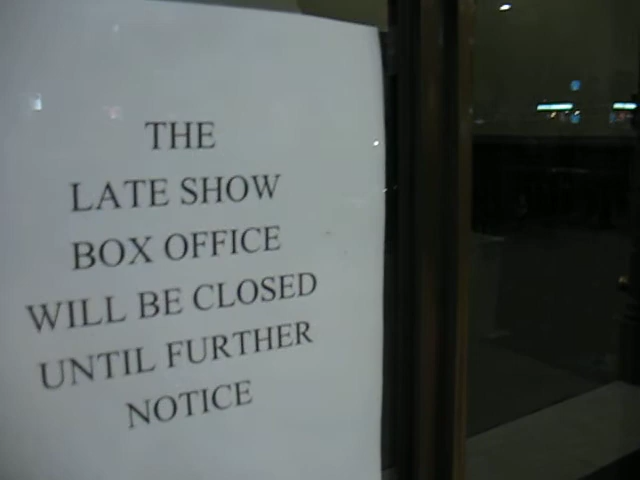 THE
LATE SHOW
BOX OFFICE
WILL BE CLOSED
UNTIL FURTHER
NOTICE